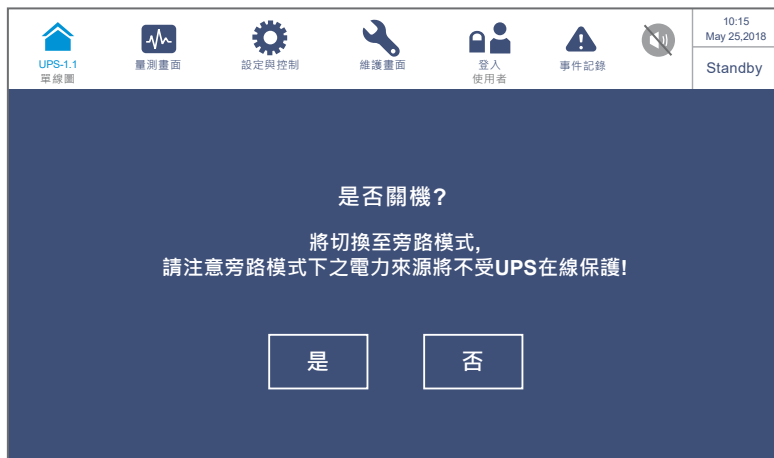 UPS-1.1
單線圖
量測畫面
設定與控制
維護畫面
登入
使用者
事件記錄
10:15
May 25,2018
Standby
是否關機?
將切換至旁路模式,
請注意旁路模式下之電力來源將不受UPS在線保護!
是
否